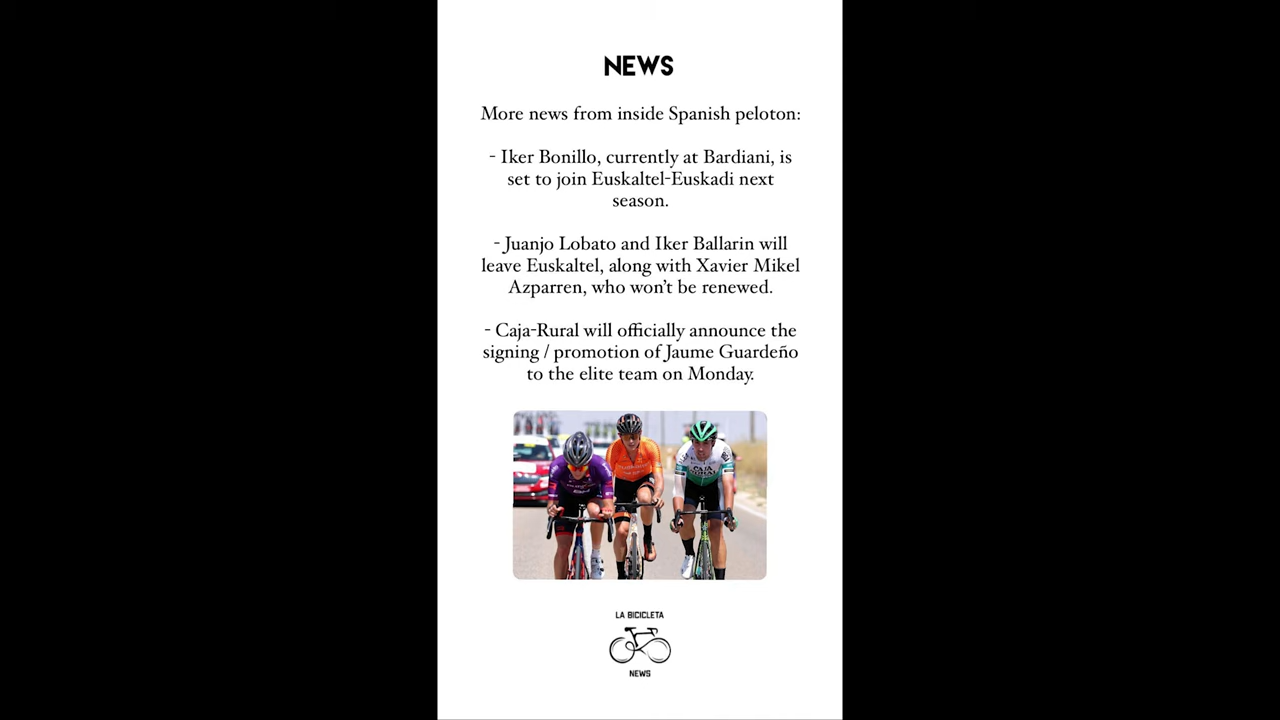 NEWS
More news from inside Spanish peloton:
- Iker Bonillo, currently at Bardiani, is
set to join Euskaltel-Euskadi next
season.
- Juanjo Lobato and Iker Ballarin will
leave Euskaltel, along with Xavier Mikel
Azparren, who won't be renewed.
- Caja-Rural will officially announce the
signing / promotion of Jaume Guardeño
to the elite team on Monday.
CAJA
RURAL
LA BICICLETA
NEWS